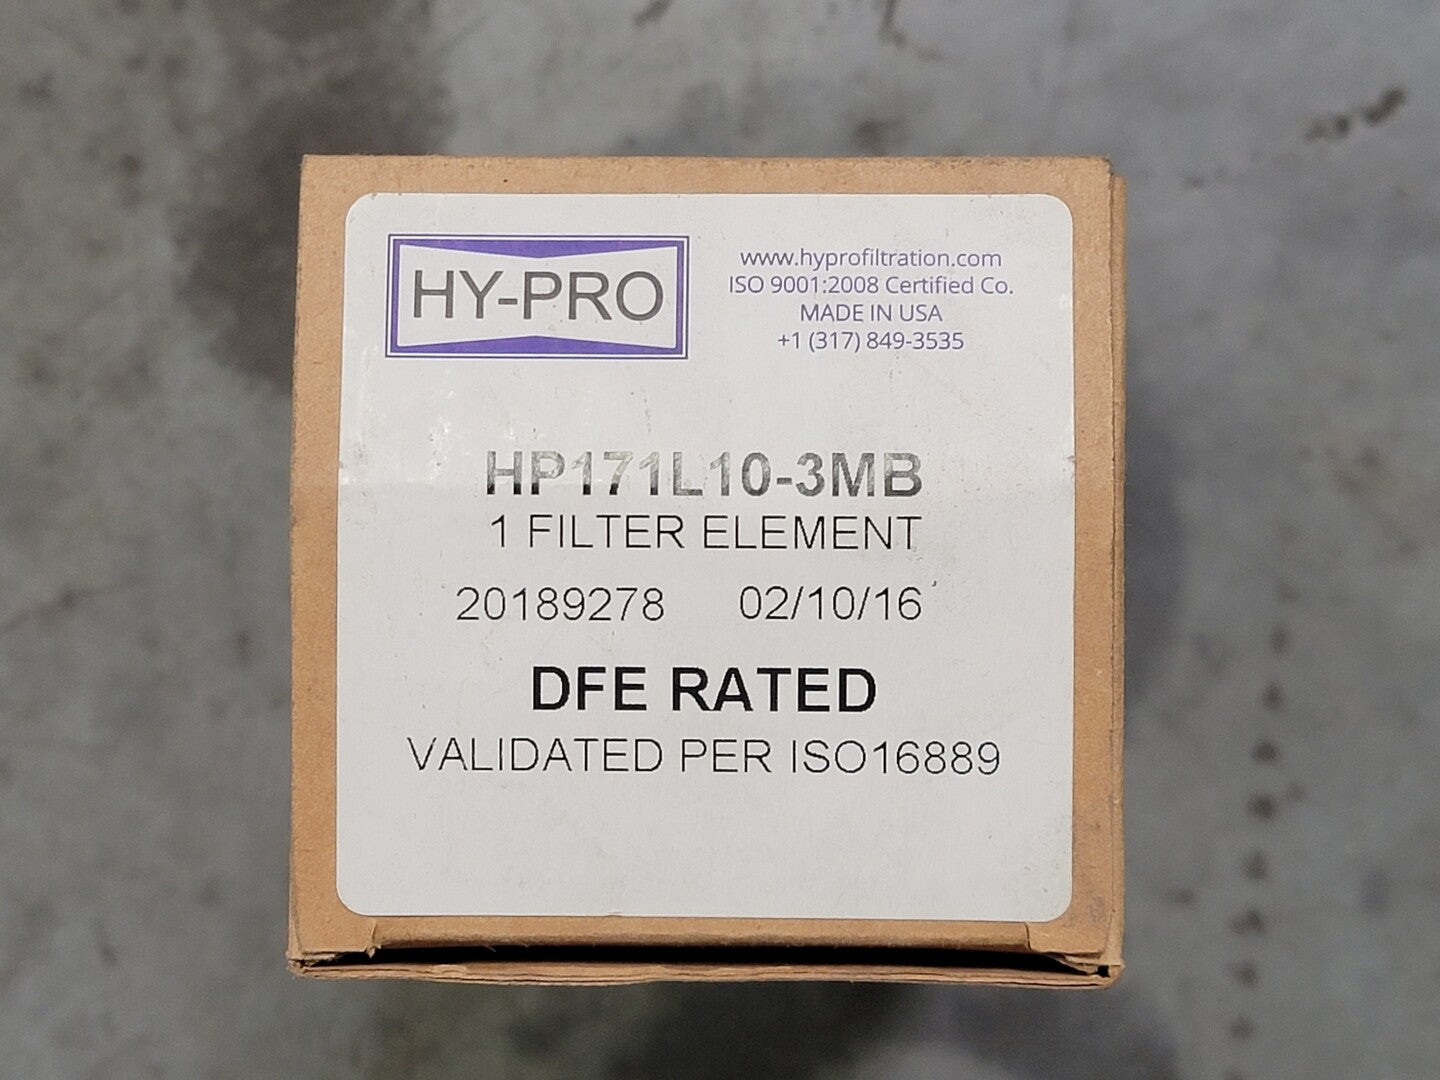 HY-PRO
www.hyprofiltration.com
ISO 9001:2008 Certified Co.
MADE IN USA
+1 (317) 849-3535
HP171L10-3MB
1 FILTER ELEMENT
20189278 02/10/16
DFE RATED
VALIDATED PER ISO16889